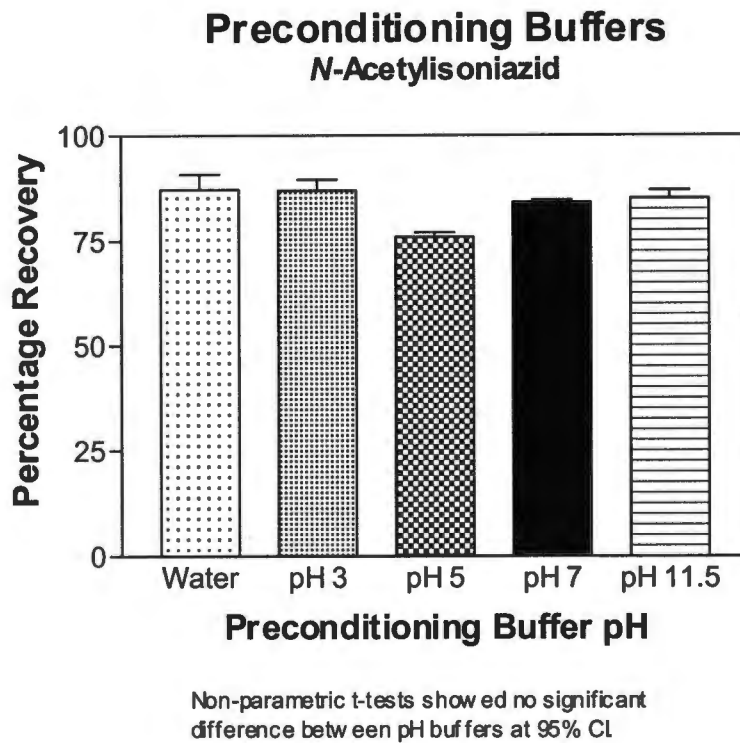 Preconditioning Buffers
N-Acetylisoniazid
100
75
50
25
0
Percentage Recovery
Water pH 3 pH 5 pH 7 pH 11.5
Preconditioning Buffer pH
Non-parametric t-tests showed no significant
difference between pH buffers at 95% CI.